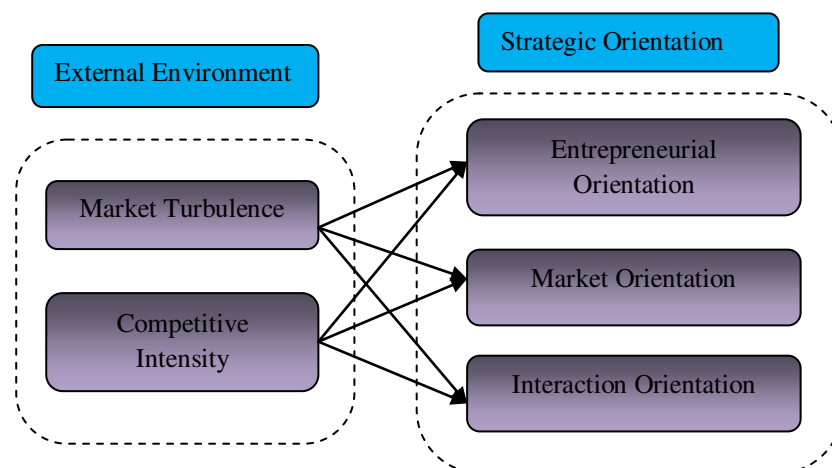 External Environment
Market Turbulence
Competitive
Intensity
Strategic Orientation
Entrepreneurial
Orientation
Market Orientation
Interaction Orientation